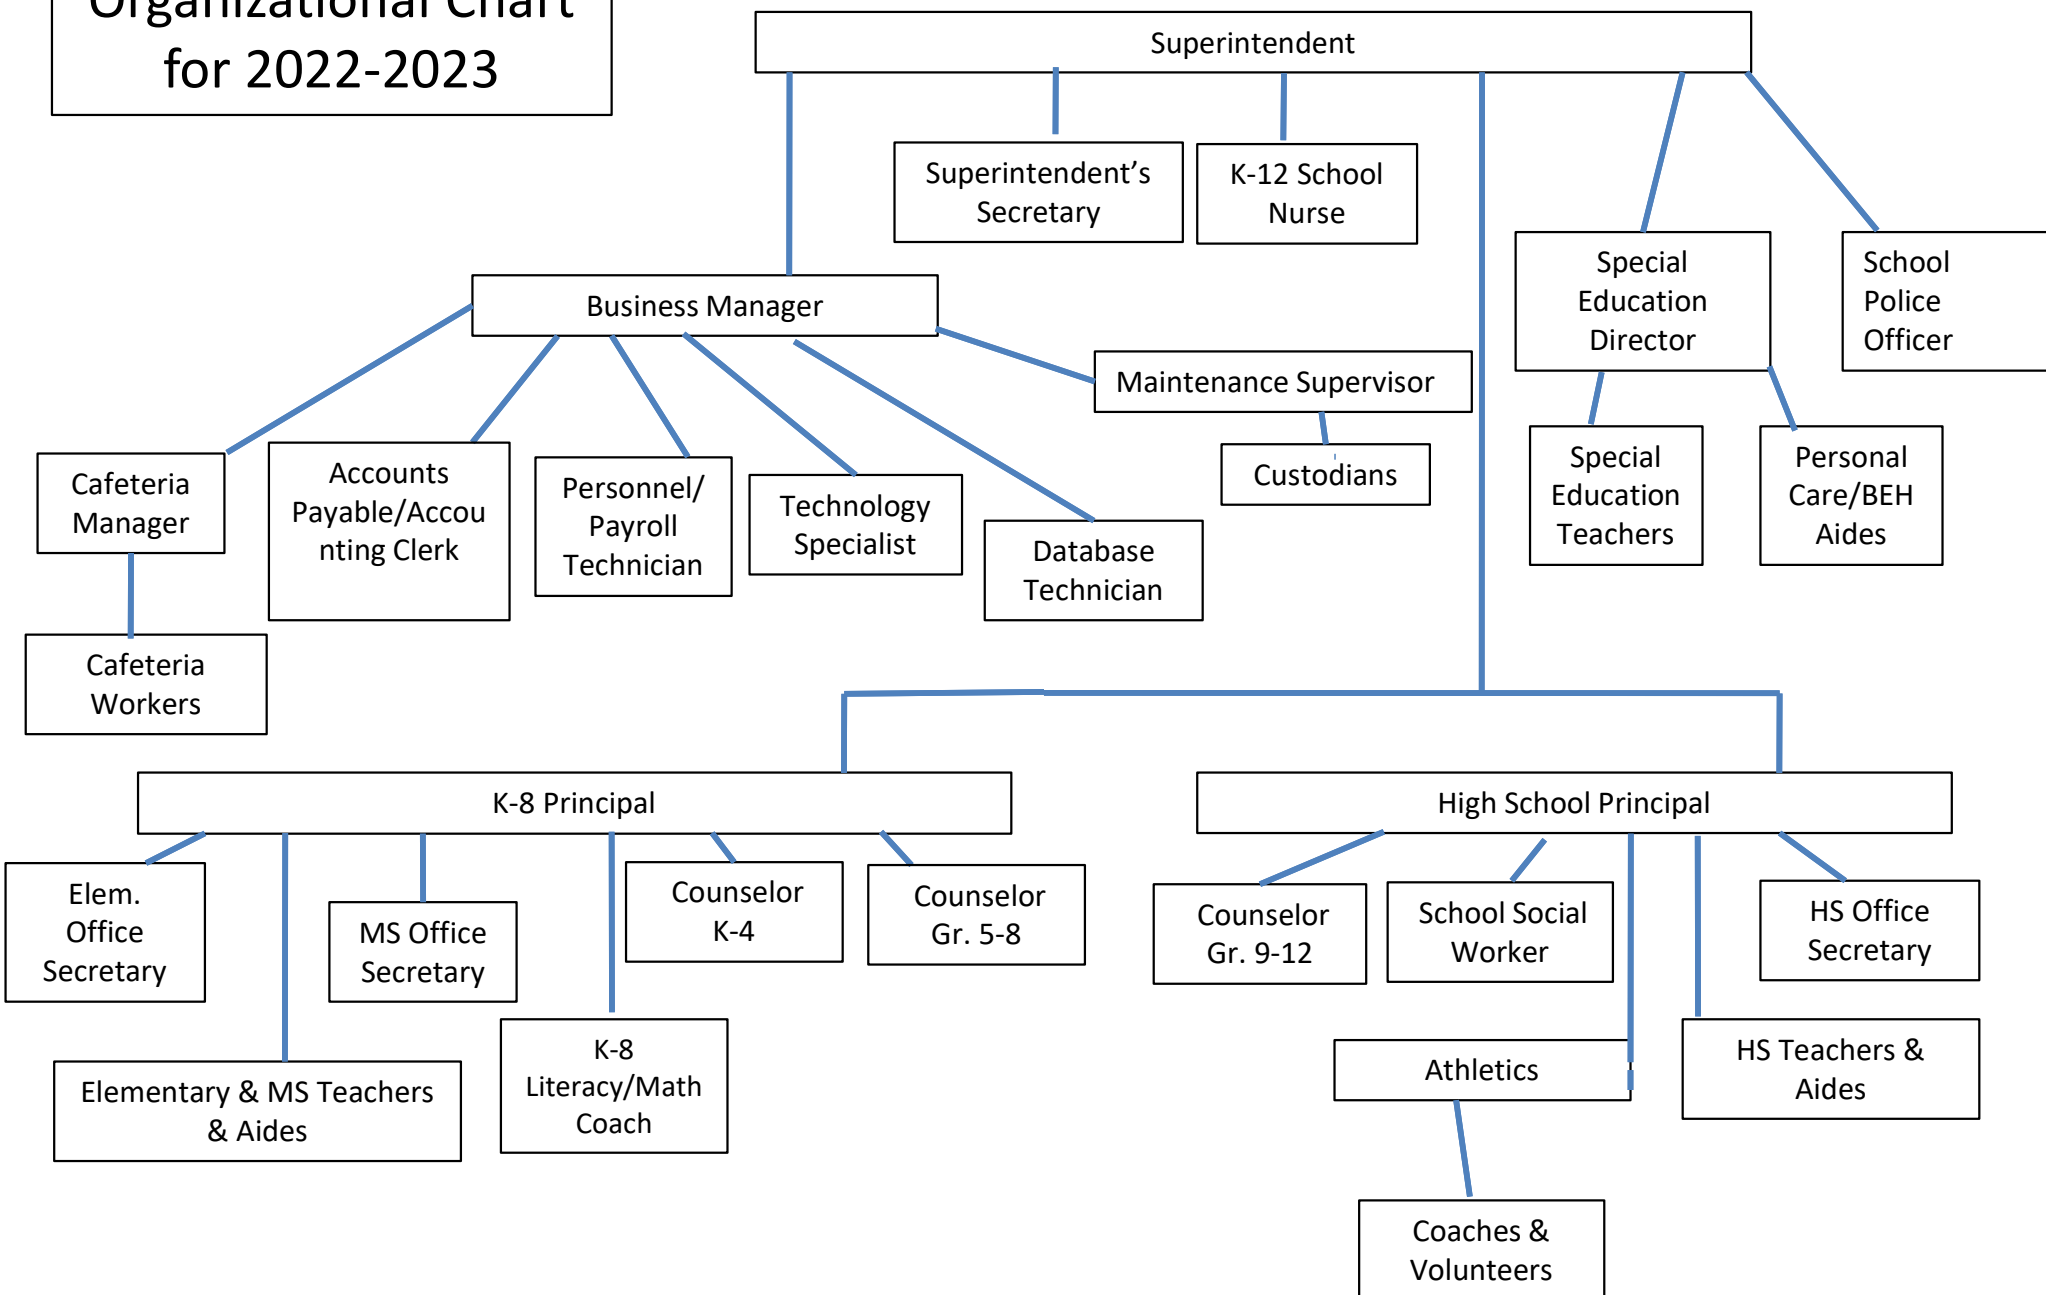 Organizational Chart
for 2022-2023
Superintendent
Superintendent’s
Secretary
K-12 School
Nurse
Special
Education
Director
School
Police
Officer
Business Manager
Maintenance Supervisor
Custodians
Cafeteria
Manager
Accounts
Payable/Accou
nting Clerk
Personnel/
Payroll
Technician
Technology
Specialist
Database
Technician
Special
Education
Teachers
Personal
Care/BEH
Aides
Cafeteria
Workers
K-8 Principal
High School Principal
Elem.
Office
Secretary
MS Office
Secretary
Counselor
K-4
Counselor
Gr. 5-8
Counselor
Gr. 9-12
School Social
Worker
HS Office
Secretary
Elementary & MS Teachers
& Aides
K-8
Literacy/Math
Coach
Athletics
HS Teachers &
Aides
Coaches &
Volunteers